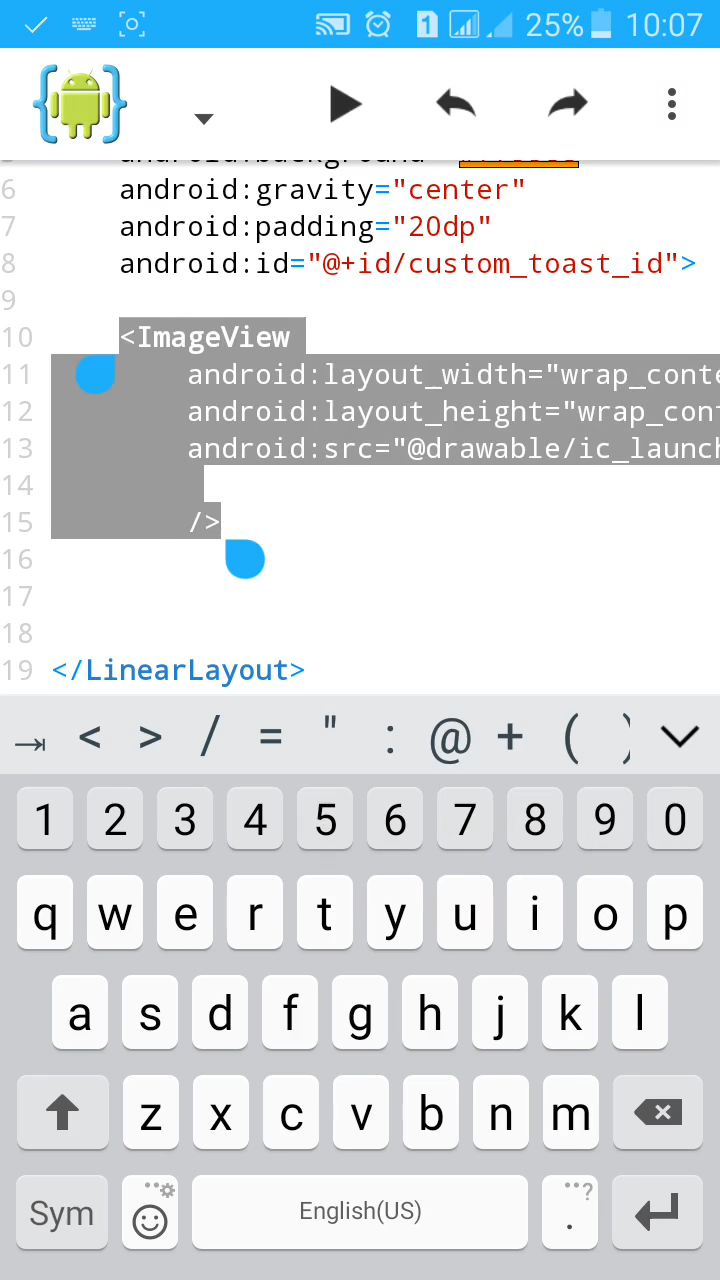 1 25% 10:07
6 android:gravity="center"
7 android:padding="20dp"
8 android:id="@+id/custom_toast_id">
9
10 <ImageView
11 android:layout_width="wrap_conte
12 android:layout_height="wrap_con
13 android:src="@drawable/ic_launch
14
15 />
16
17
18
19 </LinearLayout>
< > / = " : @ + ( )
1 2 3 4 5 6 7 8 9 0
q w e r t y u i o p
a s d f g h j k l
z x c v b n m
Sym English(US) . ?